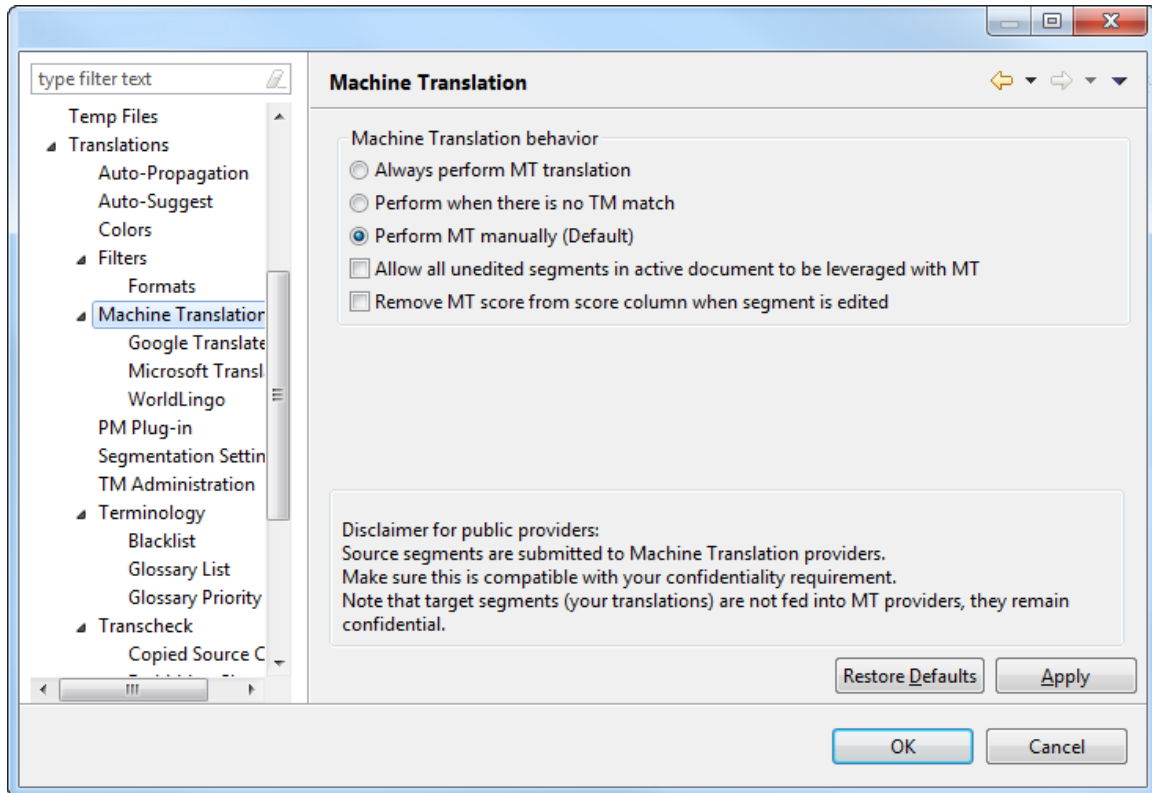 type filter text
Temp Files
Translations
Auto-Propagation
Auto-Suggest
Colors
Filters
Formats
Machine Translation
Google Translate
Microsoft Transl
WorldLingo
PM Plug-in
Segmentation Settin
TM Administration
Terminology
Blacklist
Glossary List
Glossary Priority
Transcheck
Copied Source C
Machine Translation
Machine Translation behavior
Always perform MT translation
Perform when there is no TM match
Perform MT manually (Default)
Allow all unedited segments in active document to be leveraged with MT
Remove MT score from score column when segment is edited
Disclaimer for public providers:
Source segments are submitted to Machine Translation providers.
Make sure this is compatible with your confidentiality requirement.
Note that target segments (your translations) are not fed into MT providers, they remain
confidential.
Restore Defaults
Apply
OK
Cancel